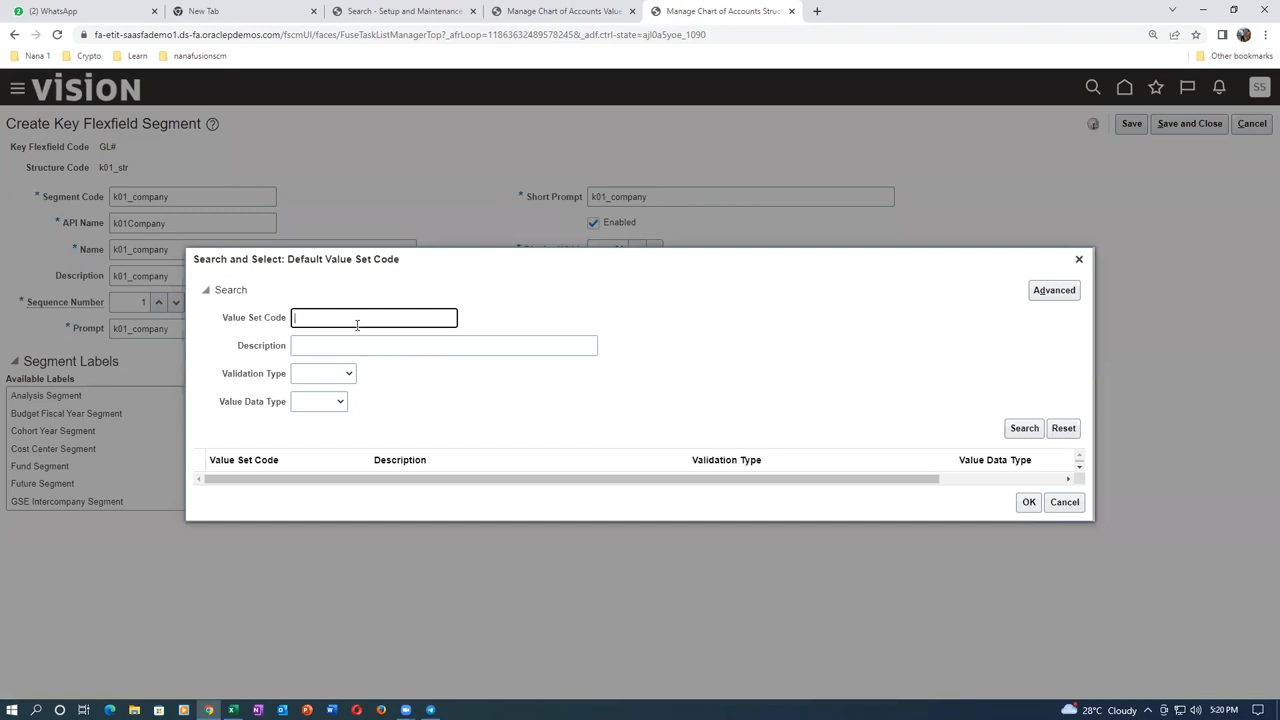 (2) WhatsApp
New Tab
Search - Setup and Maintenance
Manage Chart of Accounts Value
Manage Chart of Accounts Struc
fa-etit-saasfademo1.ds-fa.oraclepdemos.com/fscmUI/faces/FuseTaskListManagerTop?_afrLoop=11863632489578245&_adf.ctrl-state=ajl0a5yoe_1090
Nana 1
Crypto
Learn
nanafusionscm
Other bookmarks
VISION
SS
Create Key Flexfield Segment
Save
Save and Close
Cancel
Key Flexfield Code GL#
Structure Code k01_str
* Segment Code k01_company
* Short Prompt k01_company
* API Name k01Company
Enabled
* Name k01_company
Description k01_company
* Sequence Number 1
* Prompt k01_company
Segment Labels
Available Labels
Analysis Segment
Budget Fiscal Year Segment
Cohort Year Segment
Cost Center Segment
Fund Segment
Future Segment
GSE Intercompany Segment
Search and Select: Default Value Set Code
Search
Advanced
Value Set Code
Description
Validation Type
Value Data Type
Search
Reset
Value Set Code Description Validation Type Value Data Type
OK
Cancel
28°C Cloudy
5:20 PM